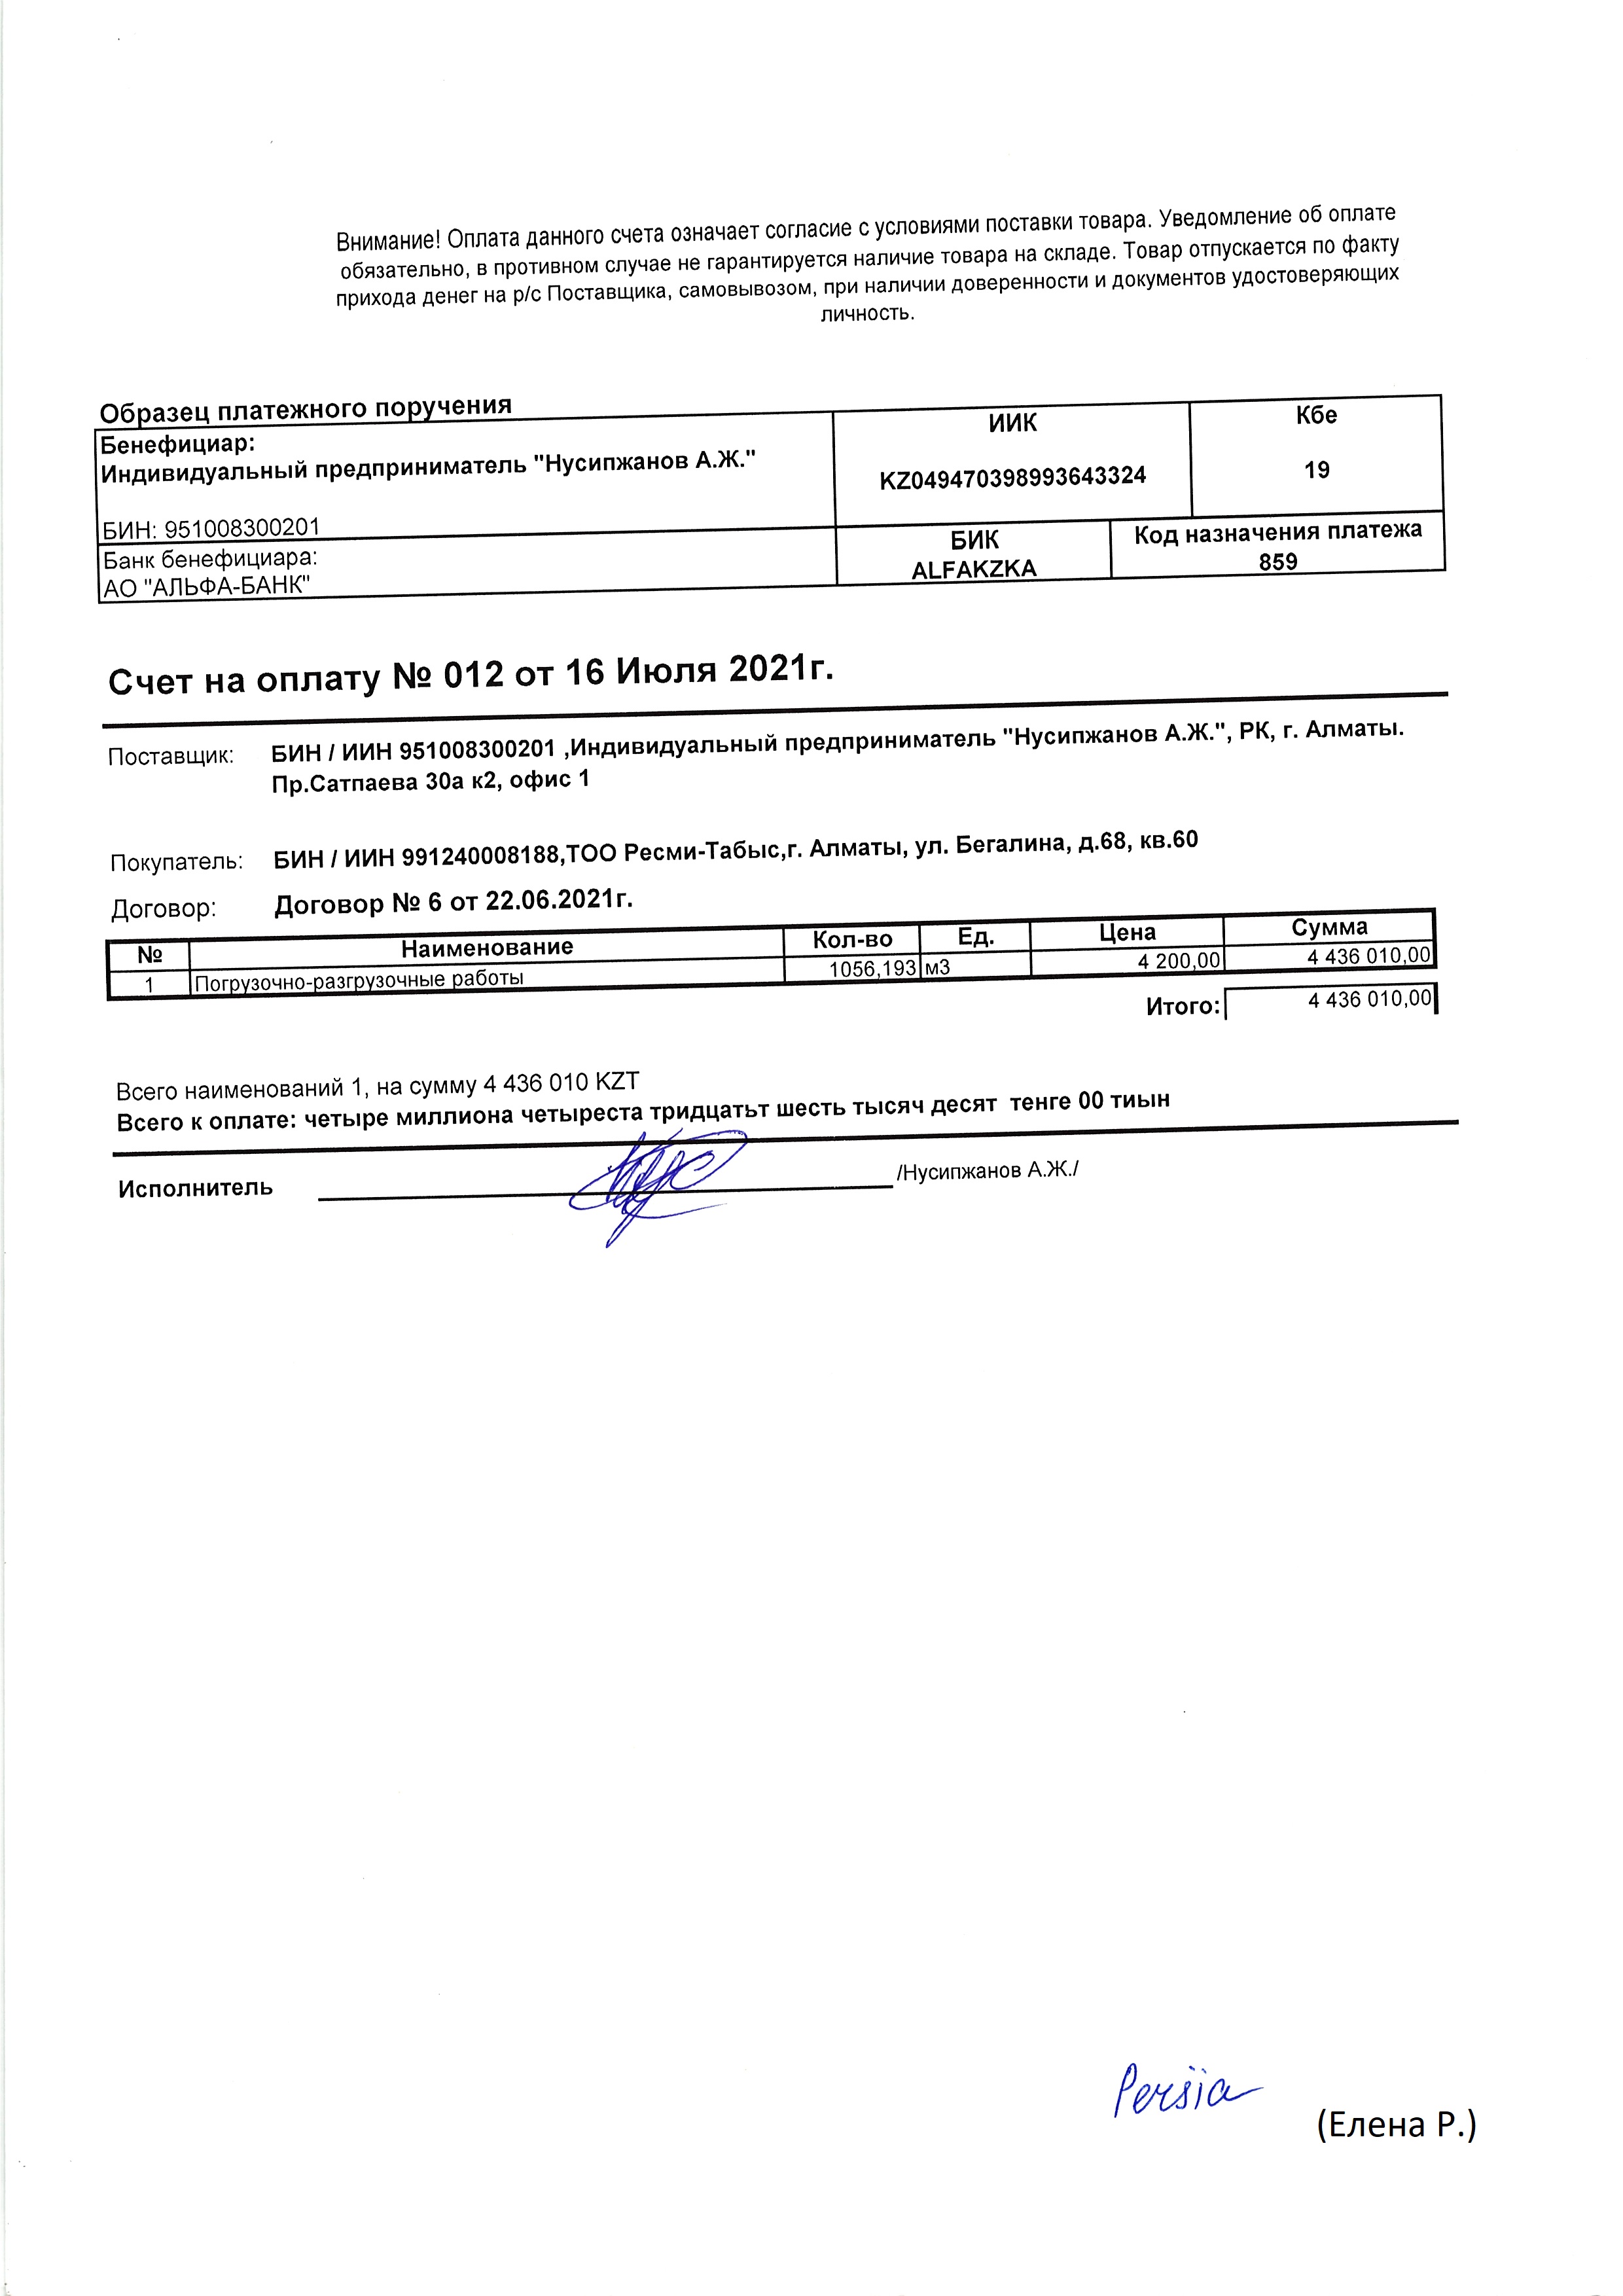 Внимание! Оплата данного счета означает согласие с условиями поставки товара. Уведомление об оплате
обязательно, в противном случае не гарантируется наличие товара на складе. Товар отпускается по факту
прихода денег на р/с Поставщика, самовывозом, при наличии доверенности и документов удостоверяющих
личность.
Образец платежного поручения
Бенефициар: ИИК Кбе
Индивидуальный предприниматель "Нусипжанов А.Ж." KZ049470398993643324 19
БИН: 951008300201
Банк бенефициара: БИК Код назначения платежа
АО "АЛЬФА-БАНК" ALFAKZKA 859
Счет на оплату № 012 от 16 Июля 2021г.
Поставщик: БИН / ИИН 951008300201 ,Индивидуальный предприниматель "Нусипжанов А.Ж.", РК, г. Алматы.
Пр.Сатпаева 30а к2, офис 1
Покупатель: БИН / ИИН 991240008188,ТОО Ресми-Табыс,г. Алматы, ул. Бегалина, д.68, кв.60
Договор: Договор № 6 от 22.06.2021г.
№ Наименование Кол-во Ед. Цена Сумма
1 Погрузочно-разгрузочные работы 1056,193 м3 4 200,00 4 436 010,00
Итого: 4 436 010,00
Всего наименований 1, на сумму 4 436 010 KZT
Всего к оплате: четыре миллиона четыреста тридцатьт шесть тысяч десят  тенге 00 тиын
Исполнитель /Нусипжанов А.Ж./
Persia
(Елена Р.)